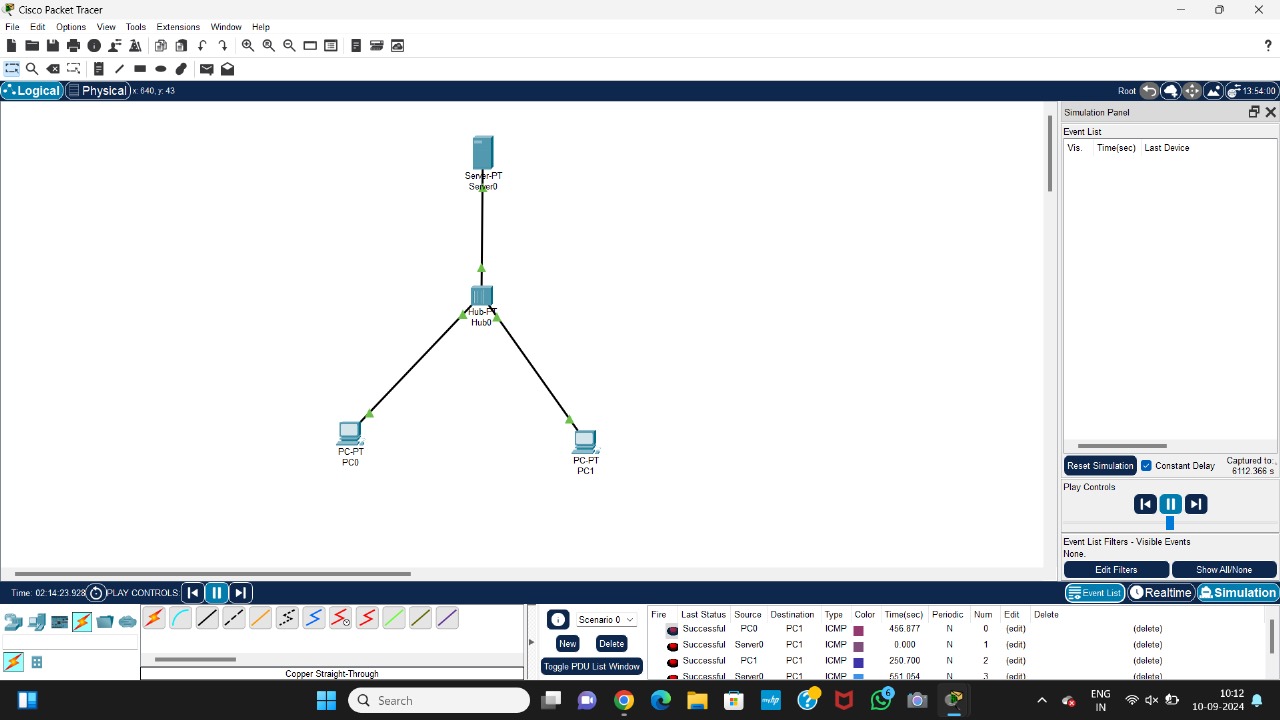 Cisco Packet Tracer
File Edit Options View Tools Extensions Window Help
?
Logical Physical x: 640, y: 43 Root 13:54:00
Simulation Panel
Event List
Vis. Time(sec) Last Device
Server-PT
Server0
Hub-PT
Hub0
PC-PT
PC0
PC-PT
PC1
Reset Simulation Constant Delay Captured to:
6112.366 s
Play Controls
Event List Filters - Visible Events
None.
Edit Filters Show All/None
Time: 02:14:23.928 PLAY CONTROLS: Event List Realtime Simulation
Scenario 0
New Delete
Toggle PDU List Window
Copper Straight-Through
Fire Last Status Source Destination Type Color Time(sec) Periodic Num Edit Delete
Successful PC0 PC1 ICMP 456.877 N 0 (edit) (delete)
Successful Server0 PC1 ICMP 0.000 N 1 (edit) (delete)
Successful PC1 PC1 ICMP 250.700 N 2 (edit) (delete)
Successful Server0 PC1 ICMP 551.054 N 3 (edit) (delete)
Search
6
ENG
IN
10:12
10-09-2024